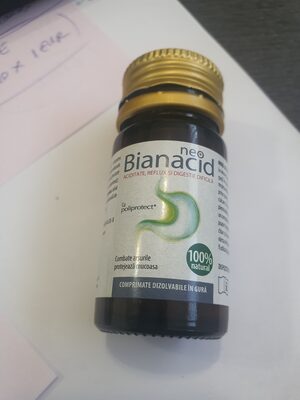 neo
Bianacid
ACIDITATE, REFLUX ȘI DIGESTIE DIFICILĂ
cu
poliprotect®
Combate arsurile
protejează mucoasa
100%
natural
COMPRIMATE DIZOLVABILE ÎN GURĂ